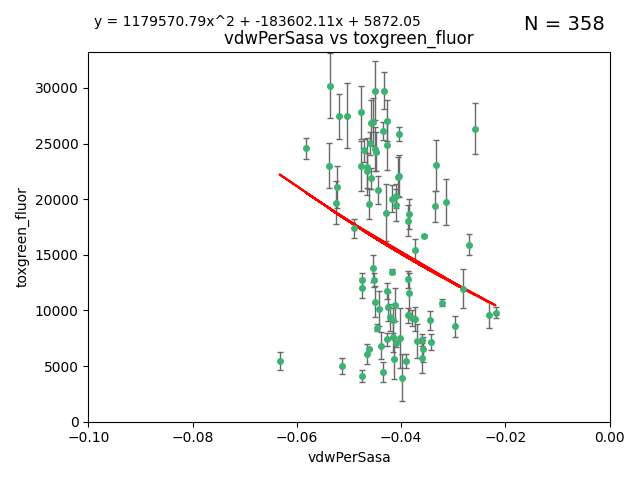 y = 1179570.79x^2 + -183602.11x + 5872.05
N = 358
vdwPerSasa vs toxgreen_fluor
30000
25000
20000
15000
10000
5000
0
toxgreen_fluor
−0.10 −0.08 −0.06 −0.04 −0.02 0.00
vdwPerSasa